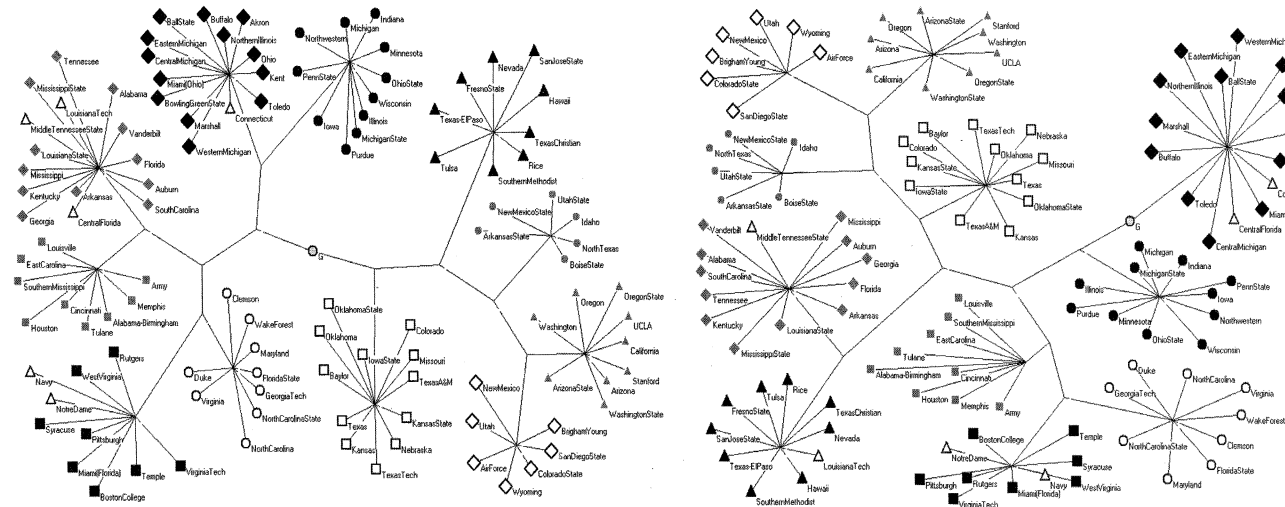 BallState
Buffalo
Akron
EasternMichigan
NorthernIllinois
CentralMichigan
Ohio
Miami(Ohio)
Kent
BowlingGreenState
Toledo
Connecticut
Marshall
WesternMichigan
Michigan
Indiana
Northwestern
Minnesota
PennState
OhioState
Wisconsin
Iowa
Illinois
MichiganState
Purdue
Nevada
SanJoseState
FresnoState
Hawaii
Texas-ElPaso
TexasChristian
Tulsa
Rice
SouthernMethodist
Tennessee
MississippiState
Alabama
LouisianaTech
MiddleTennesseeState
Vanderbilt
LouisianaState
Florida
Mississippi
Auburn
Kentucky
Arkansas
SouthCarolina
Georgia
CentralFlorida
UtahState
NewMexicoState
Idaho
ArkansasState
NorthTexas
BoiseState
G
Louisville
EastCarolina
Army
SouthernMississippi
Memphis
Cincinnati
Alabama-Birmingham
Houston
Tulane
Clemson
WakeForest
Maryland
Duke
FloridaState
Virginia
GeorgiaTech
NorthCarolinaState
NorthCarolina
OklahomaState
Oklahoma
Colorado
IowaState
Missouri
Baylor
TexasA&M
Texas
KansasState
Kansas
Nebraska
TexasTech
Oregon
OregonState
Washington
UCLA
California
ArizonaState
Stanford
Arizona
WashingtonState
Rutgers
WestVirginia
Navy
NotreDame
Syracuse
Pittsburgh
Miami(Florida)
Temple
VirginiaTech
BostonCollege
NewMexico
Utah
BrighamYoung
SanDiegoState
AirForce
ColoradoState
Wyoming
Utah
Wyoming
NewMexico
AirForce
BrighamYoung
ColoradoState
SanDiegoState
Oregon
ArizonaState
Stanford
Arizona
Washington
UCLA
California
OregonState
WashingtonState
WesternMich
EasternMichigan
BallState
NorthernIllinois
Marshall
Buffalo
Toledo
Co
CentralFlorida
Miam
CentralMichigan
NewMexicoState
Idaho
NorthTexas
UtahState
BoiseState
ArkansasState
Baylor
TexasTech
Nebraska
Colorado
Oklahoma
Missouri
KansasState
Texas
IowaState
OklahomaState
TexasA&M
Kansas
G
Vanderbilt
Mississippi
MiddleTennesseeState
Auburn
Alabama
Georgia
SouthCarolina
Florida
Tennessee
Arkansas
Kentucky
LouisianaState
MississippiState
Michigan
Indiana
MichiganState
Illinois
PennState
Iowa
Purdue
Northwestern
Minnesota
OhioState
Wisconsin
Louisville
SouthernMississippi
EastCarolina
Tulane
Alabama-Birmingham
Cincinnati
Houston
Memphis
Army
Duke
NorthCarolina
GeorgiaTech
Virginia
WakeForest
Clemson
NorthCarolinaState
FloridaState
Maryland
Rice
Tulsa
FresnoState
TexasChristian
SanJoseState
Nevada
Texas-ElPaso
LouisianaTech
Hawaii
SouthernMethodist
BostonCollege
Temple
NotreDame
Syracuse
Pittsburgh
Rutgers
Navy
WestVirginia
Miami(Florida)
VirginiaTech